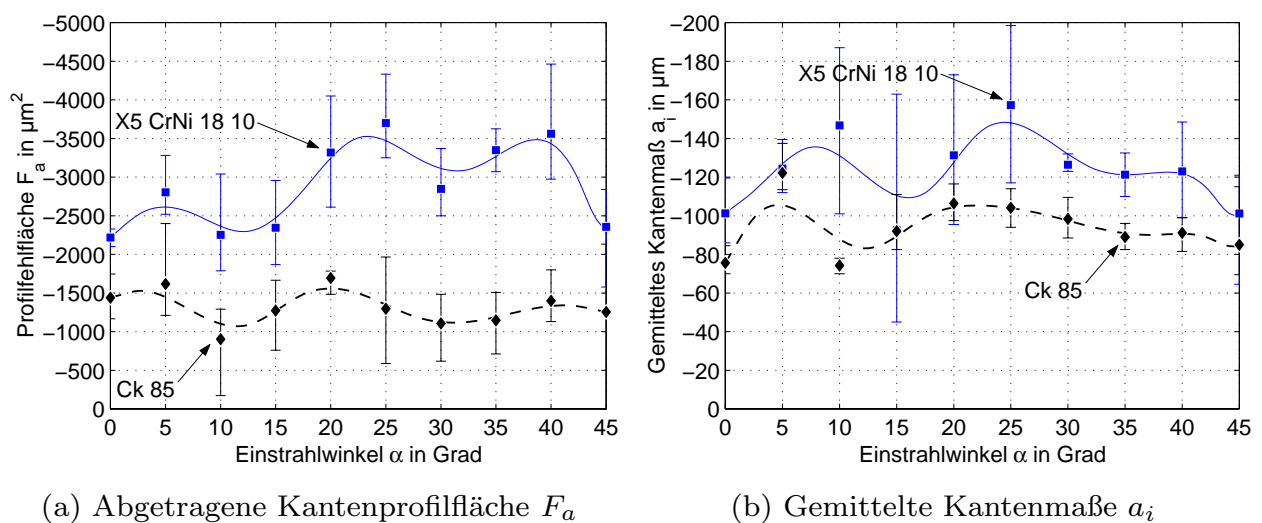 −5000
−4500
−4000
−3500
−3000
−2500
−2000
−1500
−1000
−500
0
Profilfehlfläche F_a in µm²
X5 CrNi 18 10
Ck 85
0 5 10 15 20 25 30 35 40 45
Einstrahlwinkel α in Grad
(a) Abgetragene Kantenprofilfläche F_a
−200
−180
−160
−140
−120
−100
−80
−60
−40
−20
0
Gemitteltes Kantenmaß a_i in µm
X5 CrNi 18 10
Ck 85
0 5 10 15 20 25 30 35 40 45
Einstrahlwinkel α in Grad
(b) Gemittelte Kantenmaße a_i